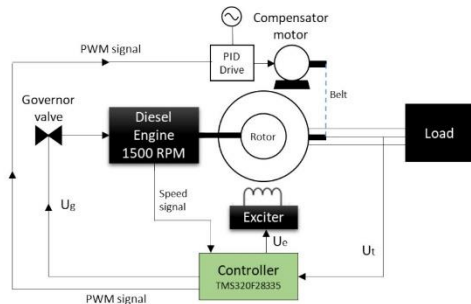 Compensator
motor
PWM signal
PID
Drive
Belt
Governor
valve
Diesel
Engine
1500 RPM
Rotor
Load
Speed
signal
Exciter
Ug
Ue
Ut
Controller
TMS320F28335
PWM signal